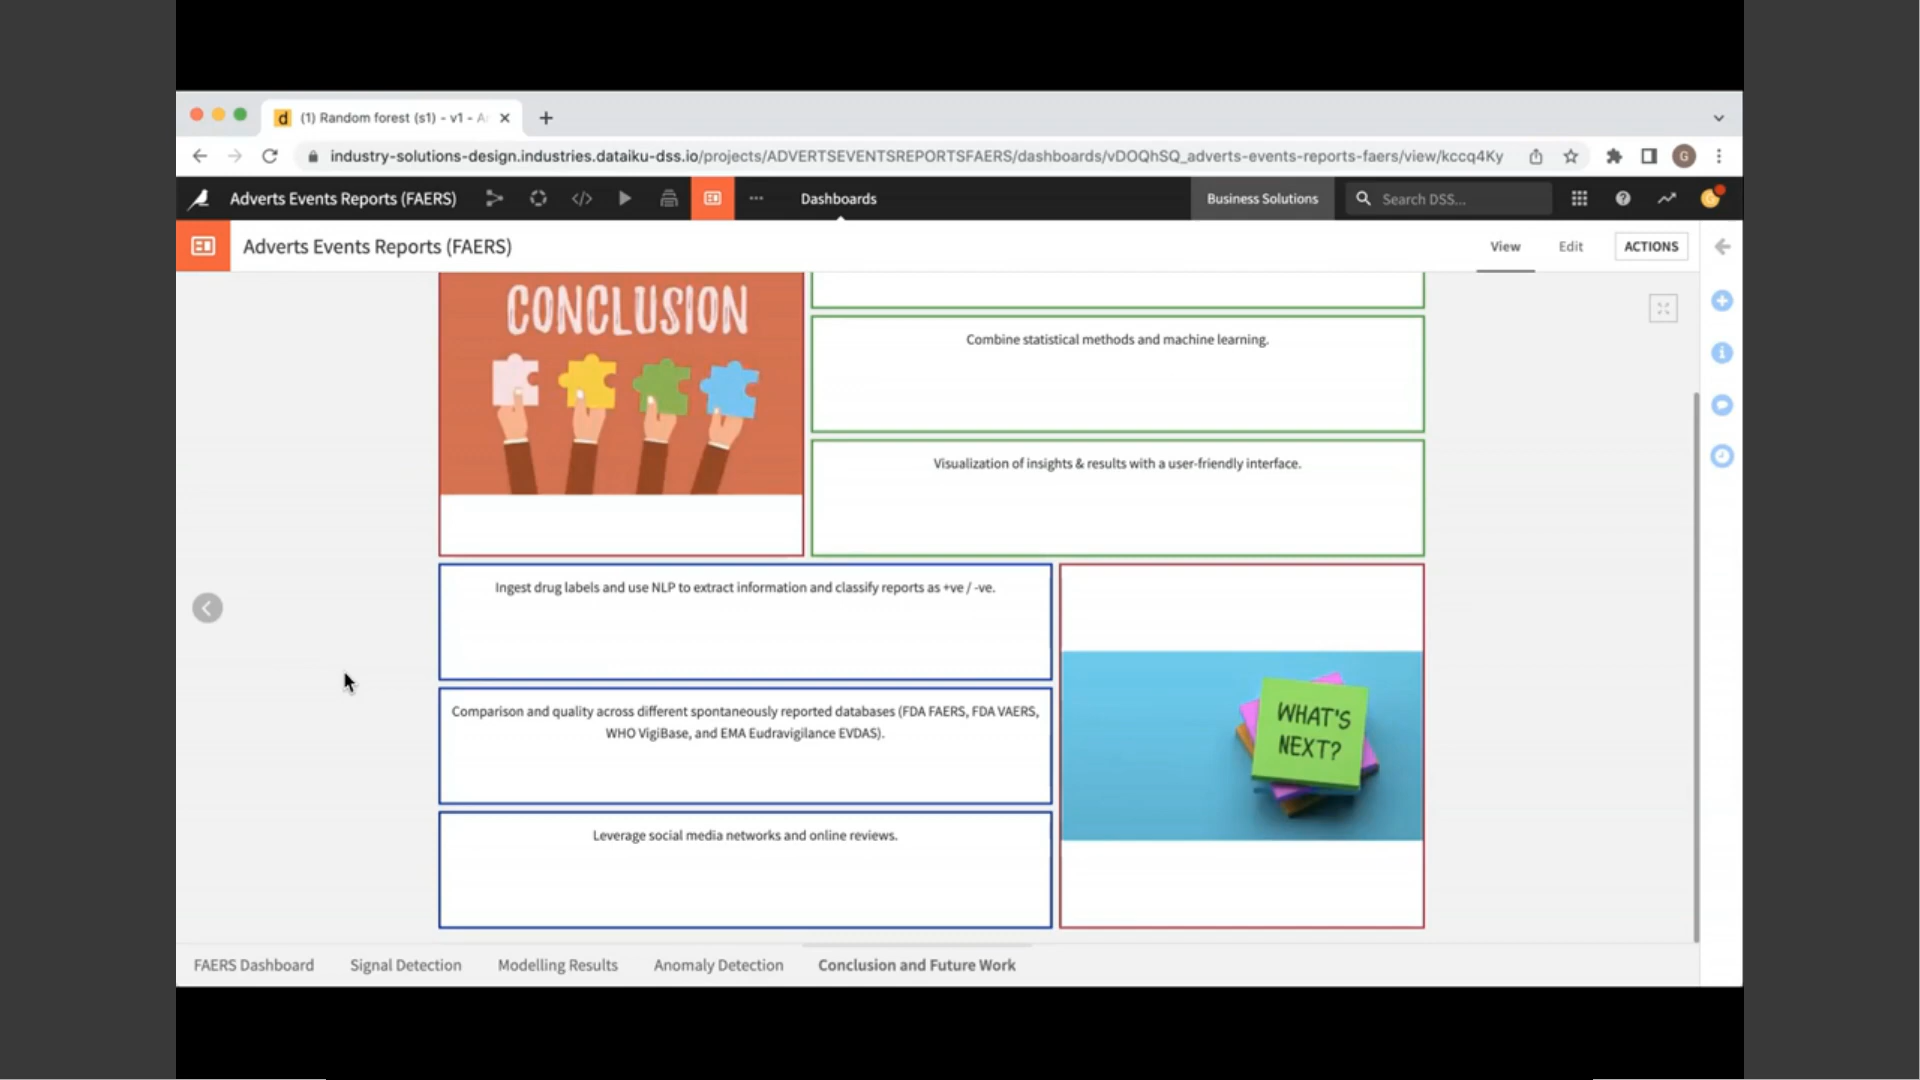 (1) Random forest (s1) - v1 - A
industry-solutions-design.industries.dataiku-dss.io/projects/ADVERTSEVENTSREPORTSFAERS/dashboards/vDOQhSQ_adverts-events-reports-faers/view/kccq4Ky
G
Adverts Events Reports (FAERS)
Dashboards
Business Solutions
Search DSS...
Adverts Events Reports (FAERS)
View
Edit
ACTIONS
CONCLUSION
Combine statistical methods and machine learning.
Visualization of insights & results with a user-friendly interface.
Ingest drug labels and use NLP to extract information and classify reports as +ve / -ve.
Comparison and quality across different spontaneously reported databases (FDA FAERS, FDA VAERS,
WHO VigiBase, and EMA Eudravigilance EVDAS).
WHAT'S
NEXT?
Leverage social media networks and online reviews.
FAERS Dashboard
Signal Detection
Modelling Results
Anomaly Detection
Conclusion and Future Work